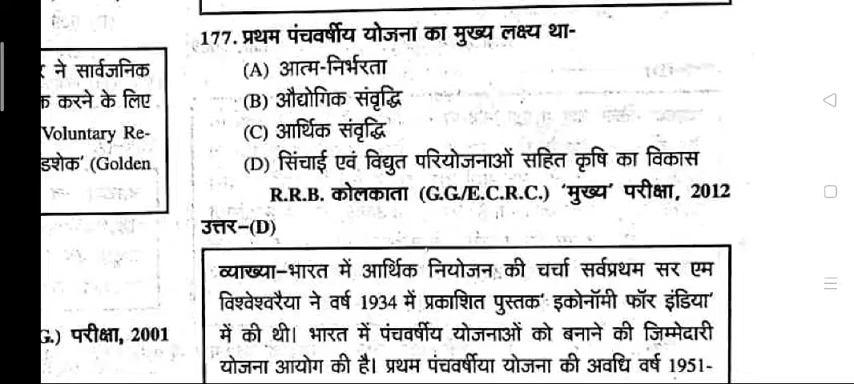 177. प्रथम पंचवर्षीय योजना का मुख्य लक्ष्य था-
(A) आत्म-निर्भरता
(B) औद्योगिक संवृद्धि
(C) आर्थिक संवृद्धि
(D) सिंचाई एवं विद्युत परियोजनाओं सहित कृषि का विकास
R.R.B. कोलकाता (G.G./E.C.R.C.) ‘मुख्य’ परीक्षा, 2012
उत्तर–(D)
व्याख्या–भारत में आर्थिक नियोजन की चर्चा सर्वप्रथम सर एम
विश्वेश्वरैया ने वर्ष 1934 में प्रकाशित पुस्तक‘ इकोनॉमी फॉर इंडिया’
में की थी। भारत में पंचवर्षीय योजनाओं को बनाने की जिम्मेदारी
योजना आयोग की है। प्रथम पंचवर्षीया योजना की अवधि वर्ष 1951-
ने सार्वजनिक
करने के लिए
Voluntary Re-
(Golden
परीक्षा, 2001